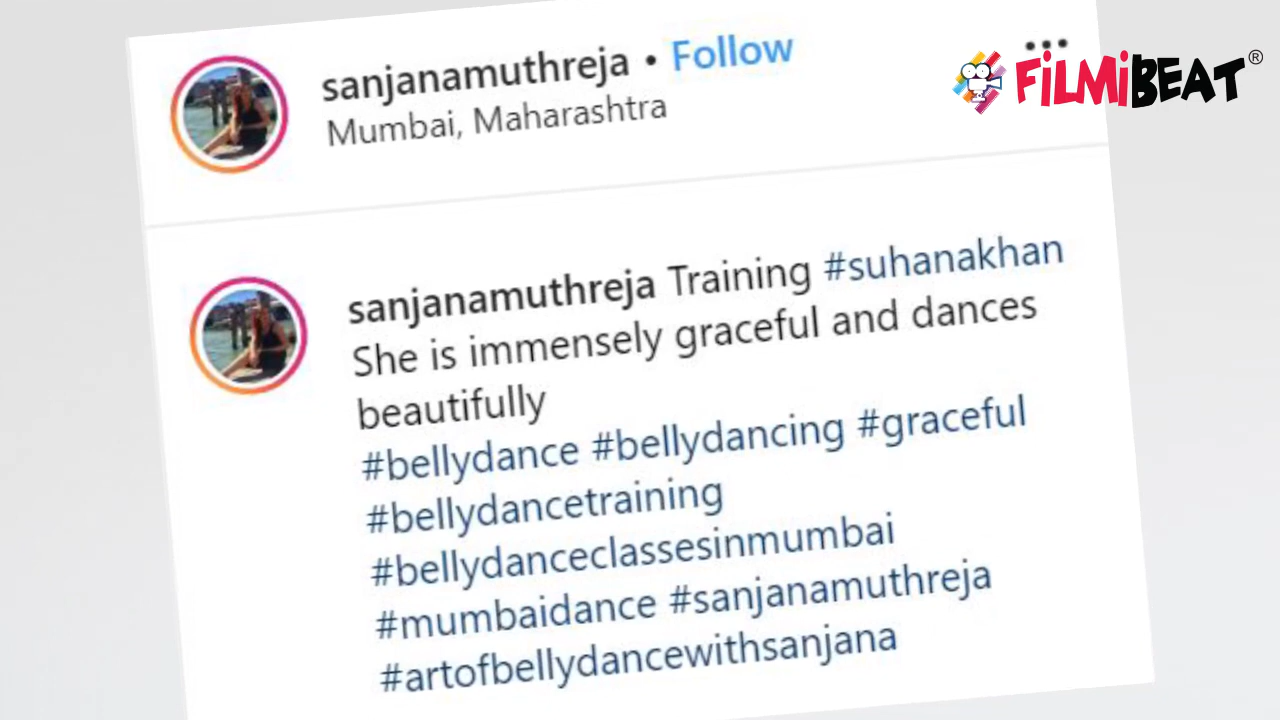 sanjanamuthreja • Follow
Mumbai, Maharashtra
FiLMiBEAT®
sanjanamuthreja Training #suhanakhan
She is immensely graceful and dances
beautifully
#bellydance #bellydancing #graceful
#bellydancetraining
#bellydanceclassesinmumbai
#mumbaidance #sanjanamuthreja
#artofbellydancewithsanjana